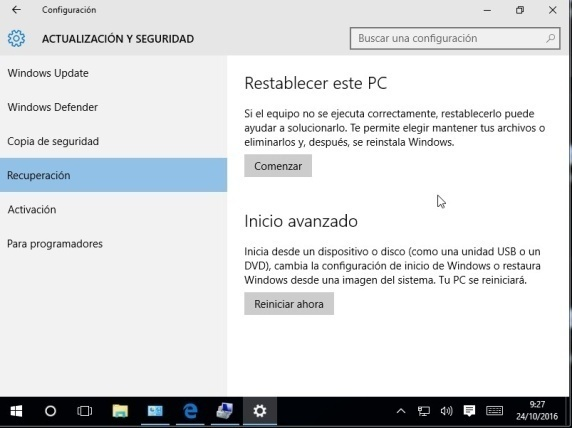 Configuración
ACTUALIZACIÓN Y SEGURIDAD
Buscar una configuración
Windows Update
Windows Defender
Copia de seguridad
Recuperación
Activación
Para programadores
Restablecer este PC
Si el equipo no se ejecuta correctamente, restablecerlo puede
ayudar a solucionarlo. Te permite elegir mantener tus archivos o
eliminarlos y, después, se reinstala Windows.
Comenzar
Inicio avanzado
Inicia desde un dispositivo o disco (como una unidad USB o un
DVD), cambia la configuración de inicio de Windows o restaura
Windows desde una imagen del sistema. Tu PC se reiniciará.
Reiniciar ahora
9:27
24/10/2016